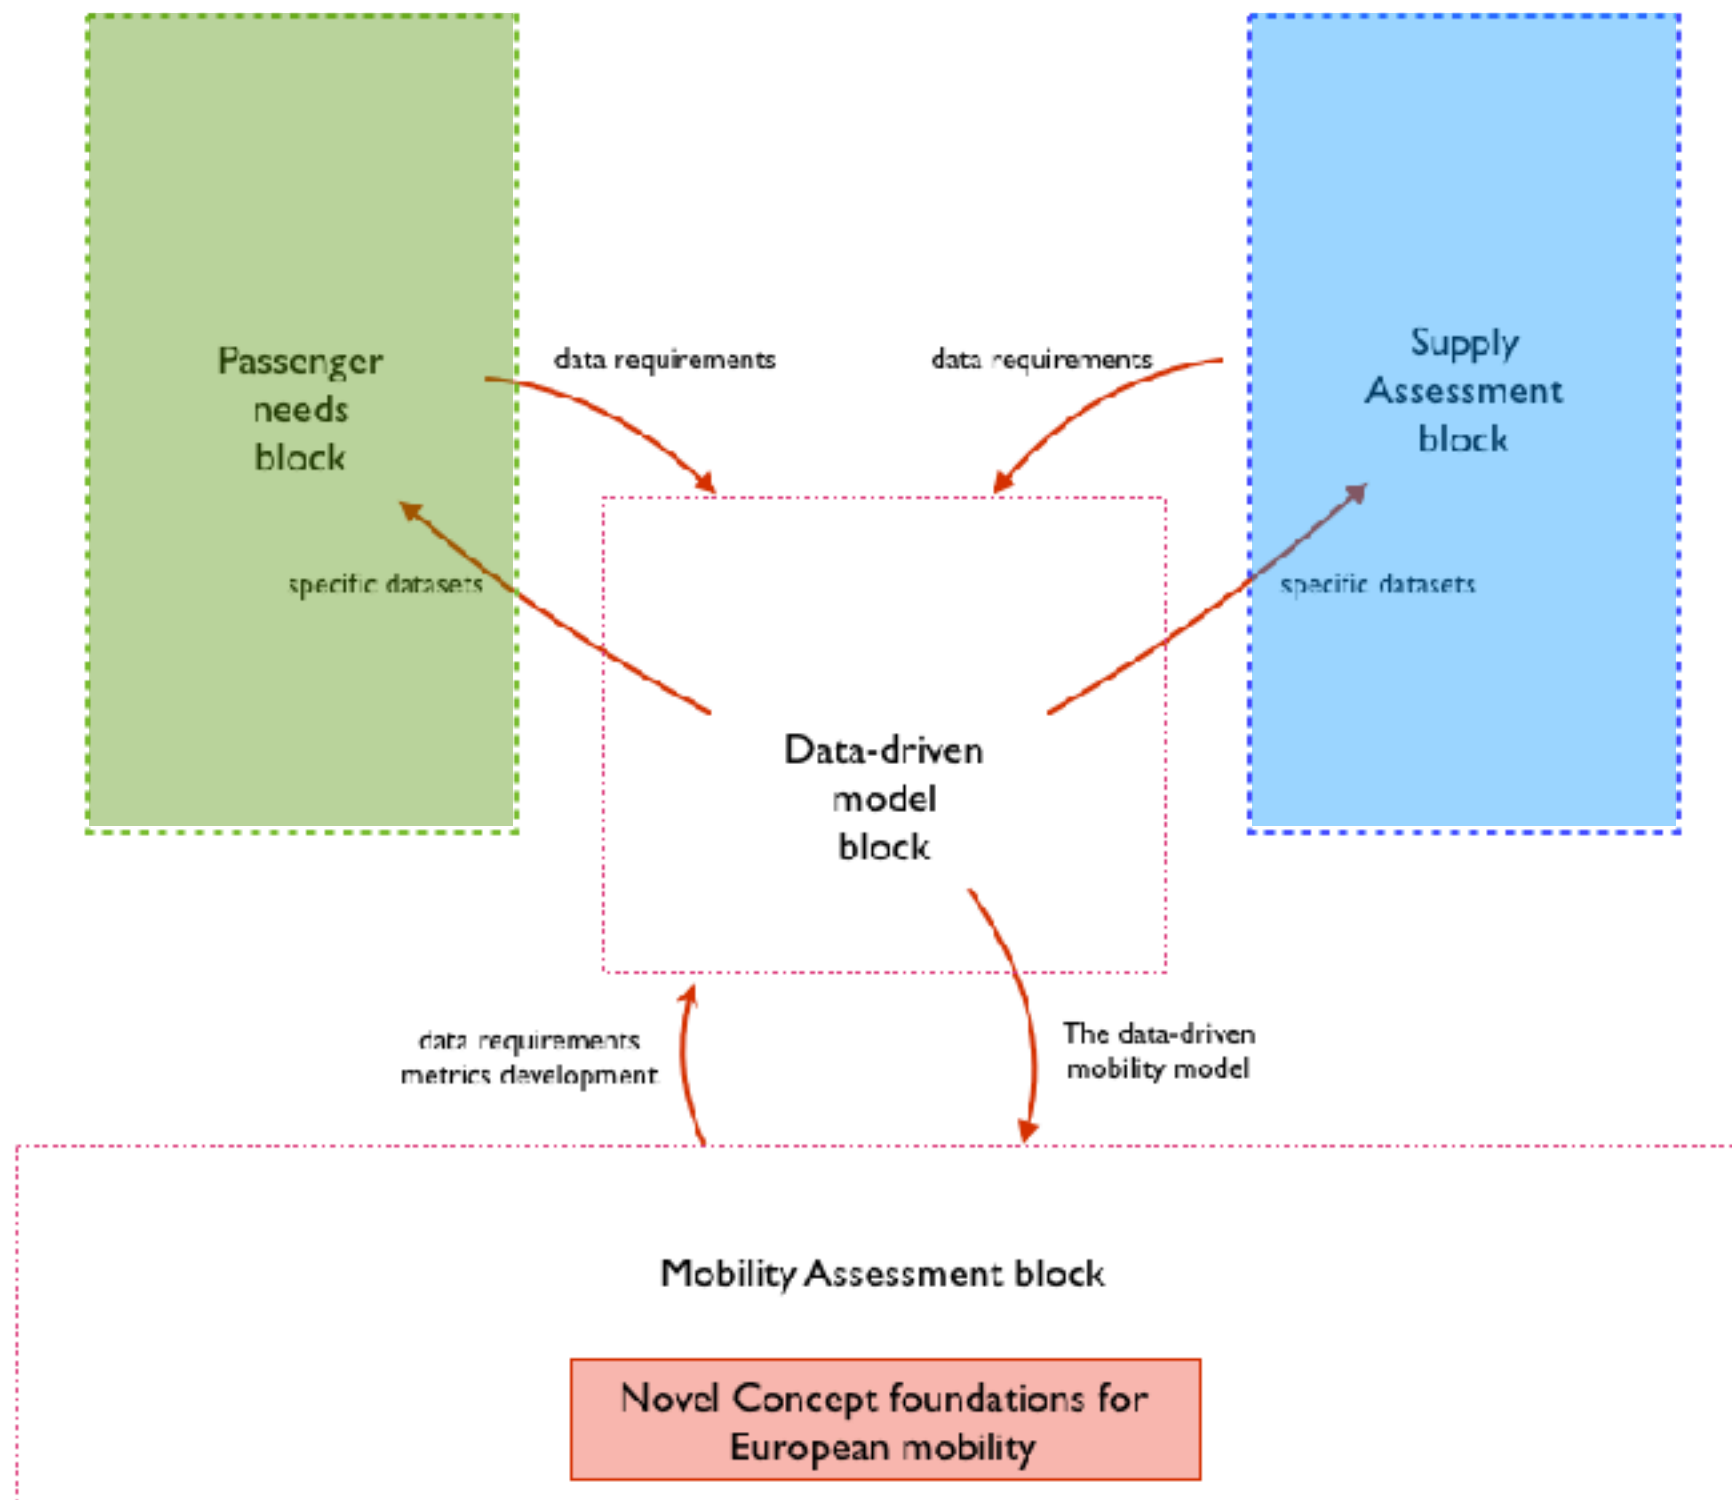 Passenger
needs
block
data requirements
data requirements
Supply
Assessment
block
specific datasets
specific datasets
Data-driven
model
block
data requirements
metrics development
The data-driven
mobility model
Mobility Assessment block
Novel Concept foundations for
European mobility